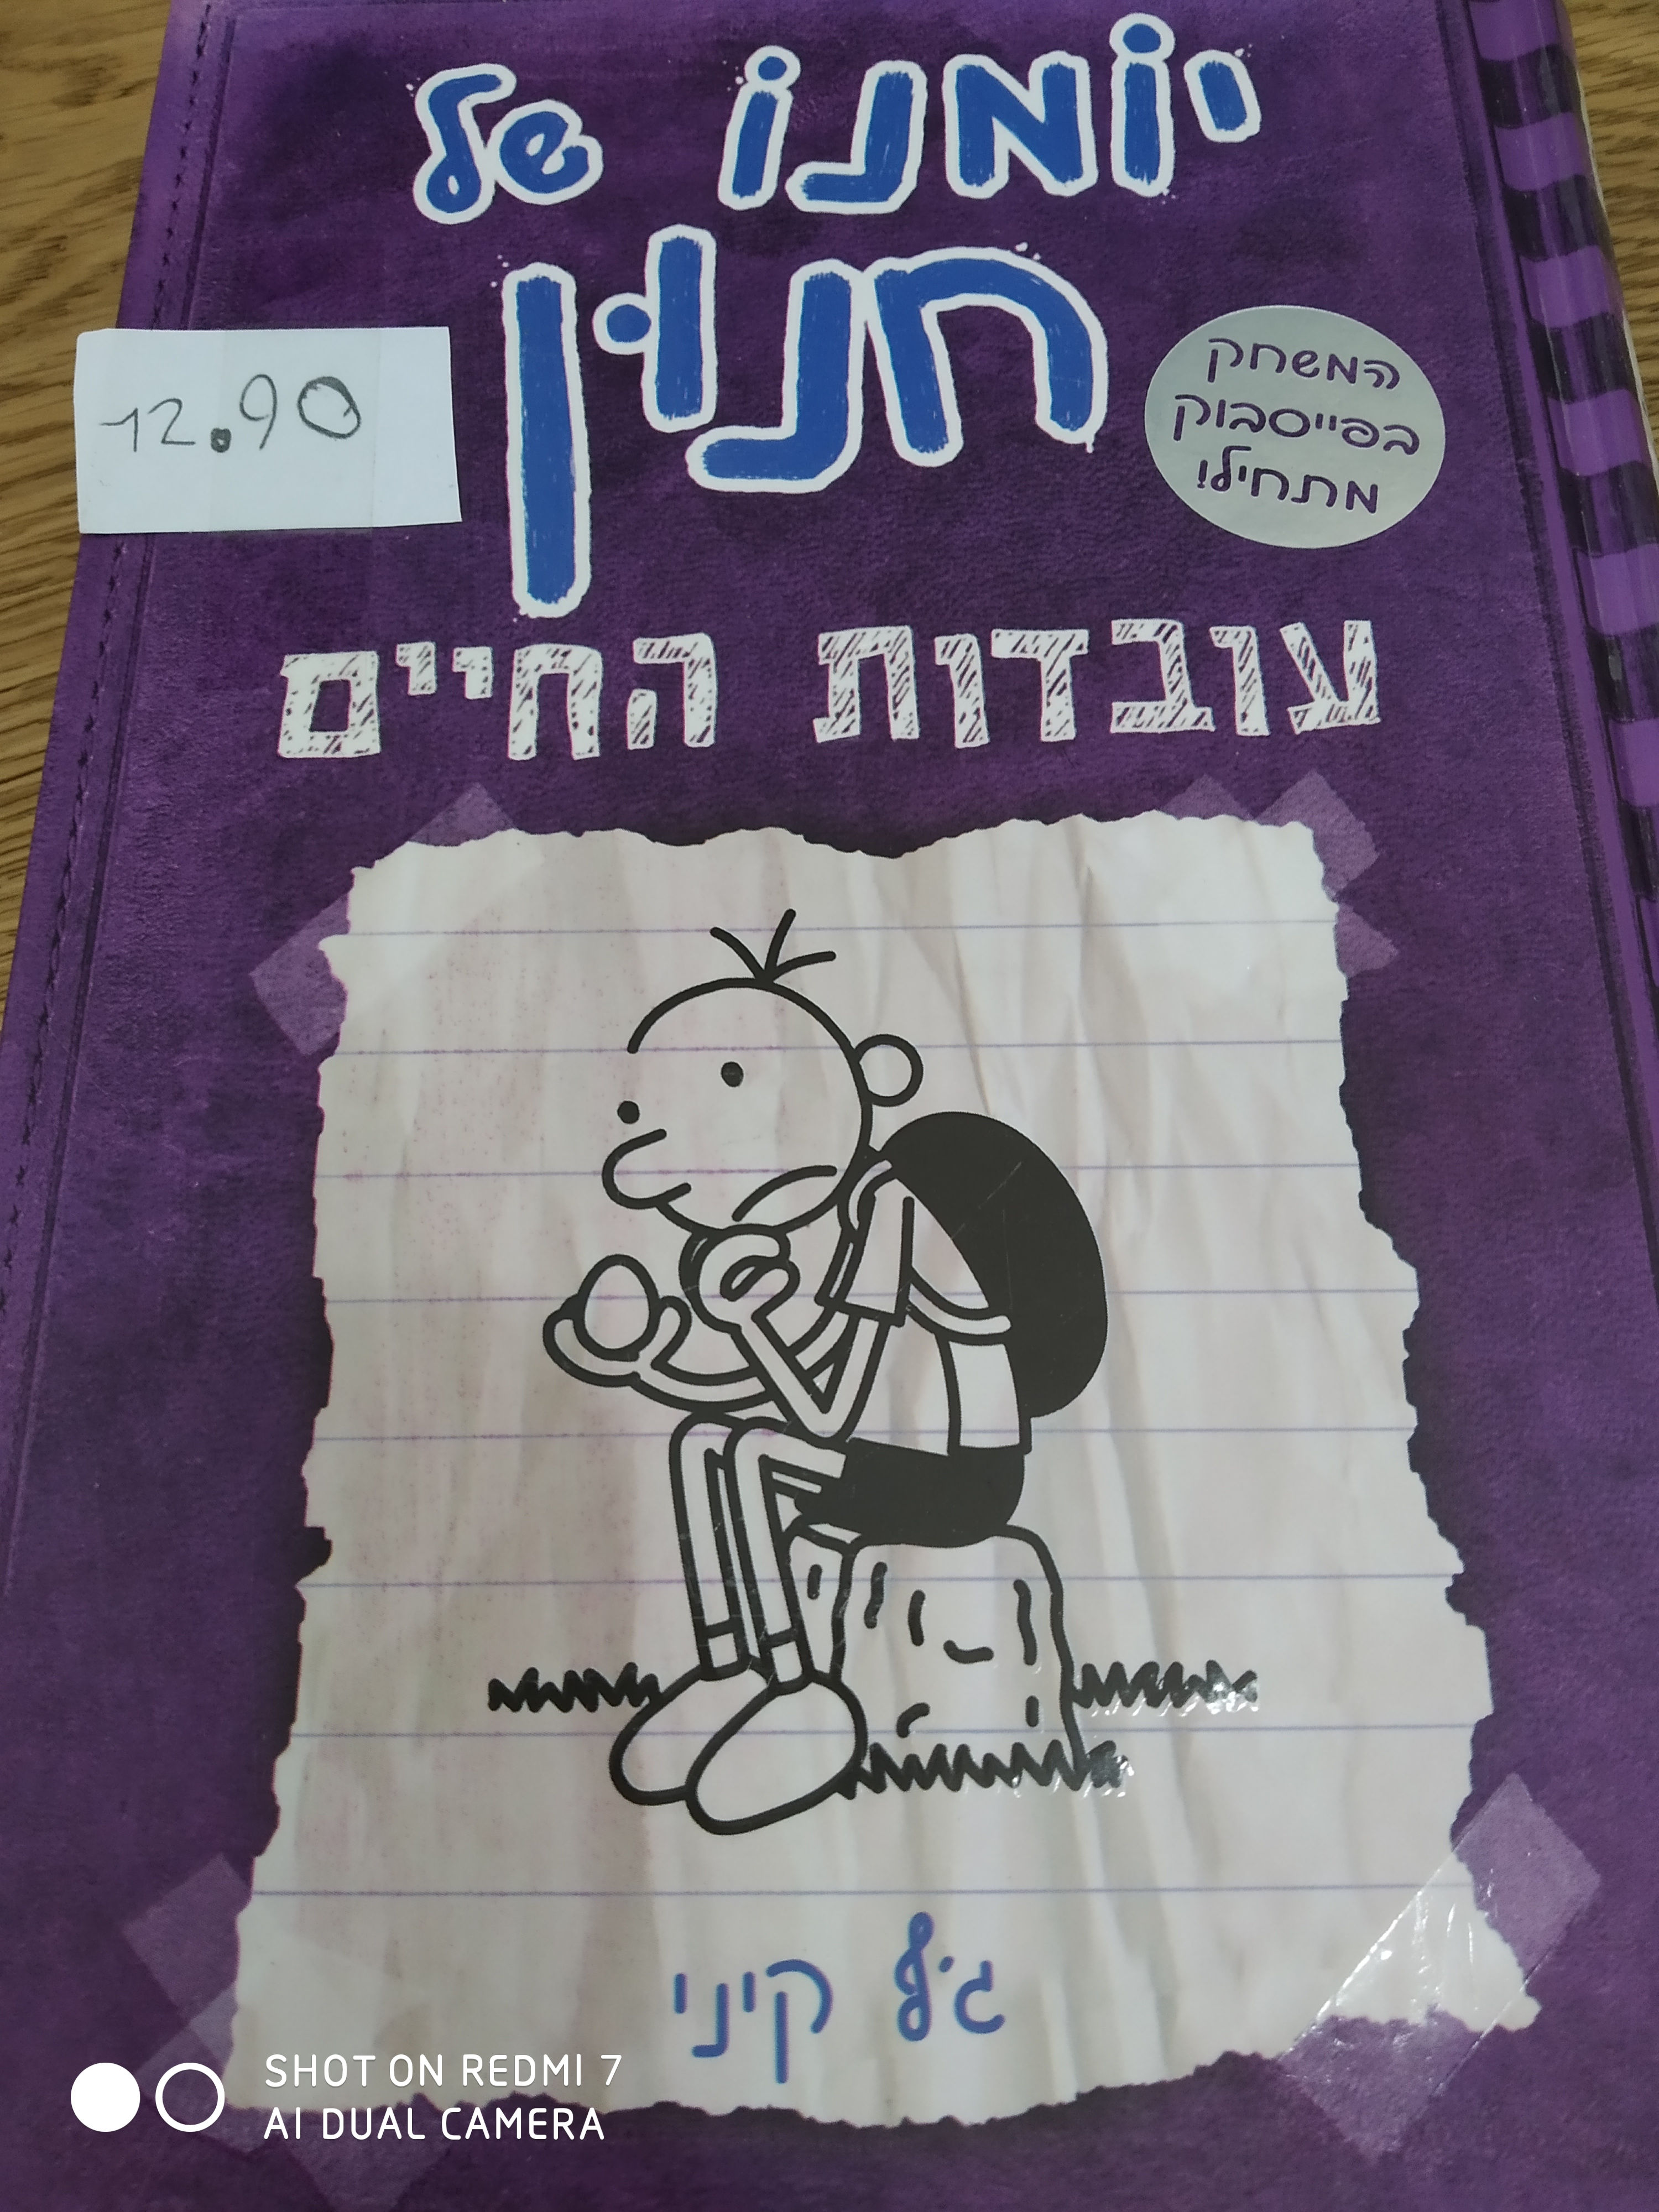 יומנו של
חנון
12.90
המשחק
בפייסבוק
מתחיל!
עובדות החיים
ג'ף קיני
SHOT ON REDMI 7
AI DUAL CAMERA